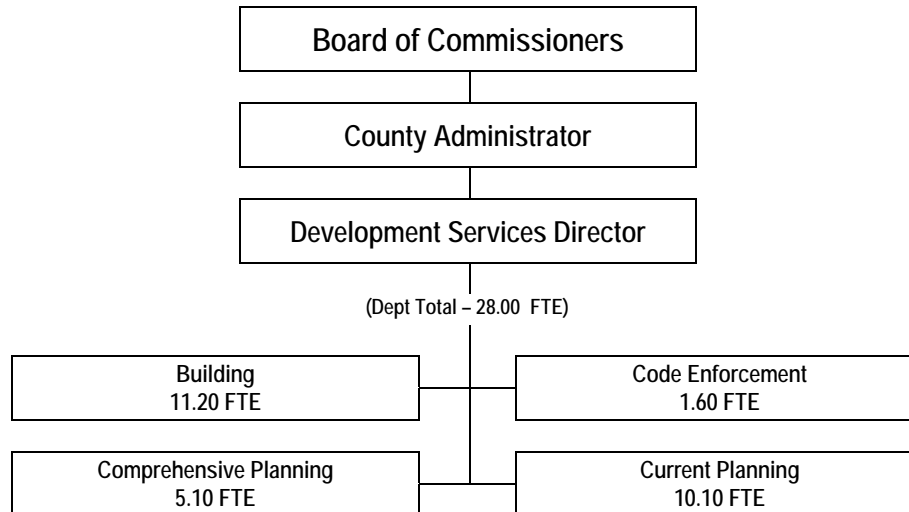 Board of Commissioners
County Administrator
Development Services Director
(Dept Total – 28.00 FTE)
Building
11.20 FTE
Code Enforcement
1.60 FTE
Comprehensive Planning
5.10 FTE
Current Planning
10.10 FTE